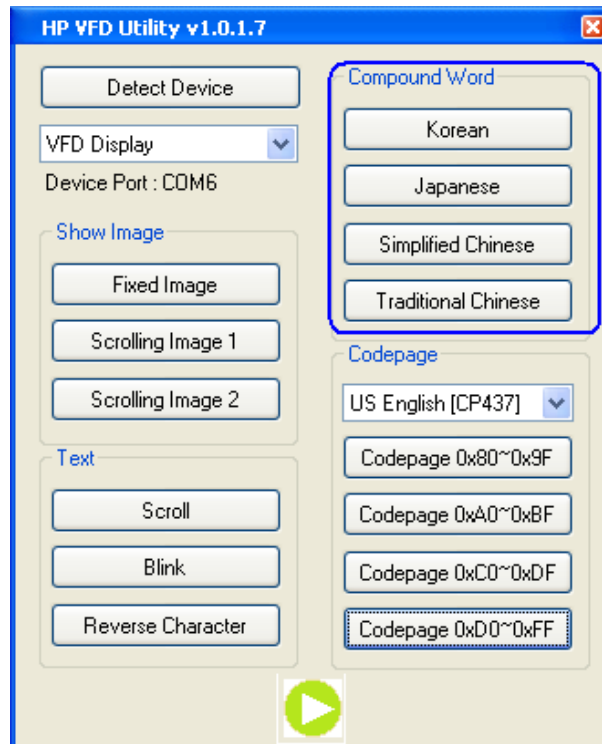 HP VFD Utility v1.0.1.7
Detect Device
VFD Display
Device Port : COM6
Show Image
Fixed Image
Scrolling Image 1
Scrolling Image 2
Text
Scroll
Blink
Reverse Character
Compound Word
Korean
Japanese
Simplified Chinese
Traditional Chinese
Codepage
US English [CP437]
Codepage 0x80~0x9F
Codepage 0xA0~0xBF
Codepage 0xC0~0xDF
Codepage 0xD0~0xFF